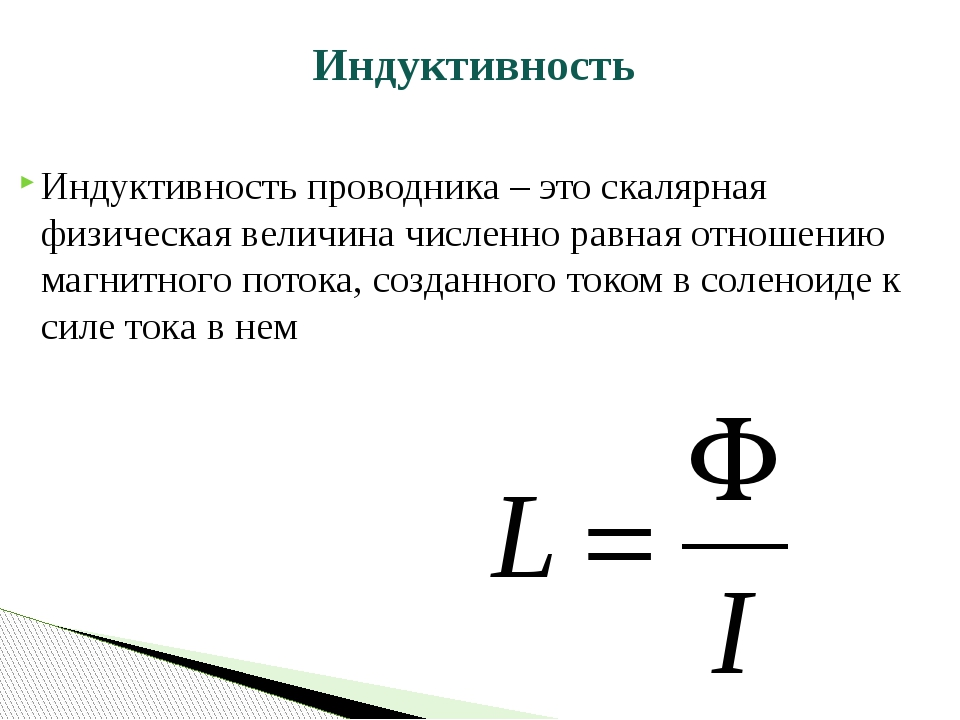 Индуктивность
Индуктивность проводника – это скалярная
физическая величина численно равная отношению
магнитного потока, созданного током в соленоиде к
силе тока в нем
L = Ф / I